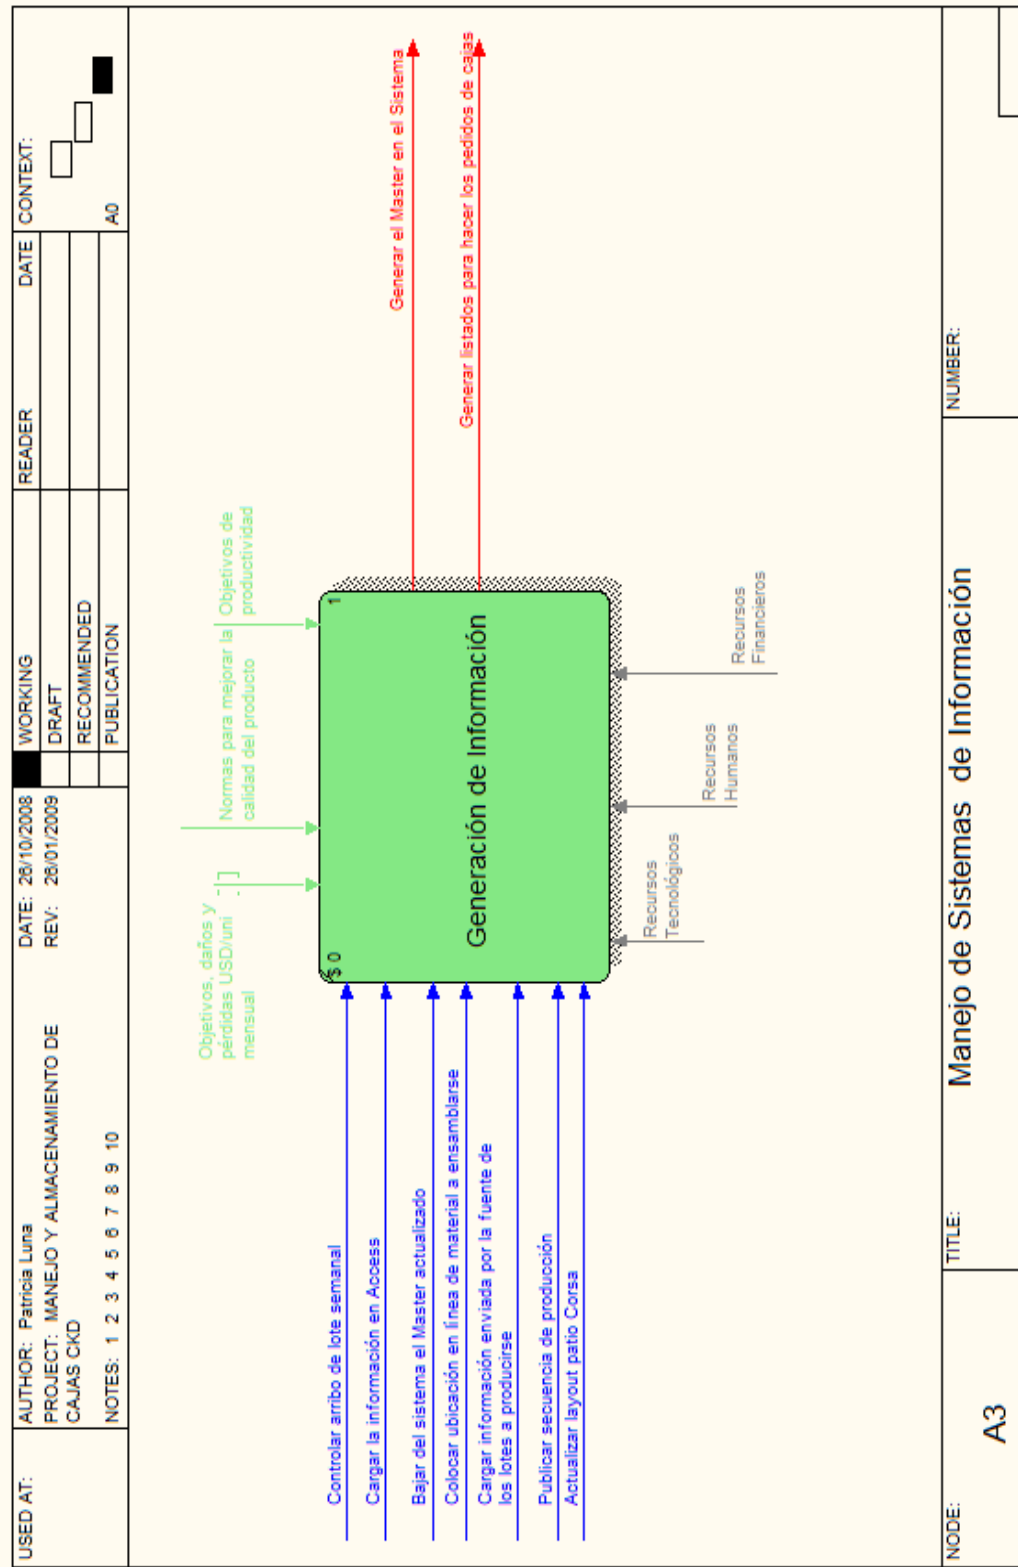 USED AT:
AUTHOR: Patricia Luna
PROJECT: MANEJO Y ALMACENAMIENTO DE
CAJAS CKD
NOTES: 1 2 3 4 5 6 7 8 9 10
DATE: 26/10/2008
REV: 26/01/2009
WORKING
DRAFT
RECOMMENDED
PUBLICATION
READER
DATE
CONTEXT:
A0
Objetivos, daños y
pérdidas USD/uni
mensual
Normas para mejorar la
calidad del producto
Objetivos de
productividad
Controlar arribo de lote semanal
Cargar la información en Access
Bajar del sistema el Master actualizado
Colocar ubicación en línea de material a ensamblarse
Cargar información enviada por la fuente de
los lotes a producirse
Publicar secuencia de producción
Actualizar layout patio Corsa
$ 0
1
Generación de Información
Generar el Master en el Sistema
Generar listados para hacer los pedidos de cajas
Recursos
Tecnológicos
Recursos
Humanos
Recursos
Financieros
NODE:
A3
TITLE:
Manejo de Sistemas de Información
NUMBER: